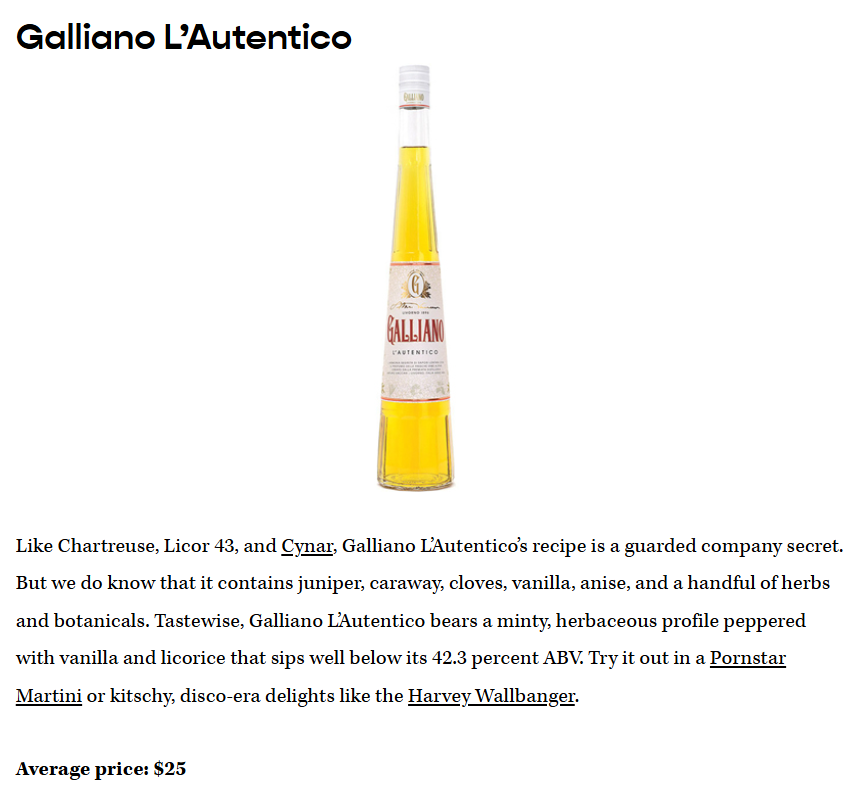 Galliano L’Autentico
GALLIANO
LIVORNO 1896
GALLIANO
L'AUTENTICO
Like Chartreuse, Licor 43, and Cynar, Galliano L’Autentico’s recipe is a guarded company secret.
But we do know that it contains juniper, caraway, cloves, vanilla, anise, and a handful of herbs
and botanicals. Tastewise, Galliano L’Autentico bears a minty, herbaceous profile peppered
with vanilla and licorice that sips well below its 42.3 percent ABV. Try it out in a Pornstar
Martini or kitschy, disco-era delights like the Harvey Wallbanger.
Average price: $25